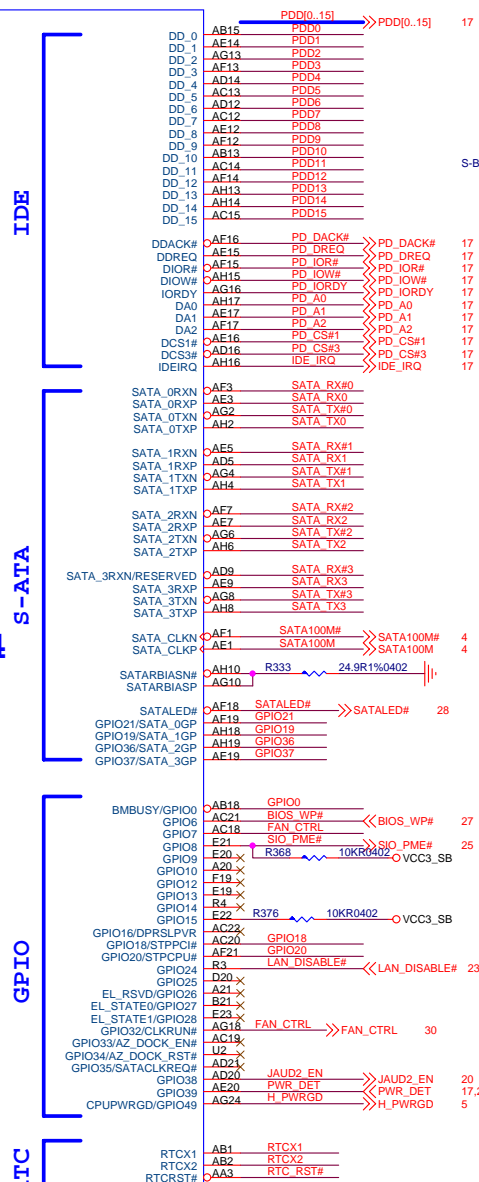 PDD[0..15] PDD[0..15] 17
DD_0 AB15 PDD0
DD_1 AE14 PDD1
DD_2 AG13 PDD2
DD_3 AF13 PDD3
DD_4 AD14 PDD4
DD_5 AC13 PDD5
DD_6 AD12 PDD6
DD_7 AC12 PDD7
DD_8 AE12 PDD8
DD_9 AF12 PDD9
DD_10 AB13 PDD10
DD_11 AC14 PDD11 S-B
DD_12 AF14 PDD12
DD_13 AH13 PDD13
DD_14 AH14 PDD14
DD_15 AC15 PDD15
IDE
DDACK# AF16 PD_DACK# PD_DACK# 17
DDREQ AE15 PD_DREQ PD_DREQ 17
DIOR# AF15 PD_IOR# PD_IOR# 17
DIOW# AH15 PD_IOW# PD_IOW# 17
IORDY AG16 PD_IORDY PD_IORDY 17
DA0 AH17 PD_A0 PD_A0 17
DA1 AE17 PD_A1 PD_A1 17
DA2 AF17 PD_A2 PD_A2 17
DCS1# AE16 PD_CS#1 PD_CS#1 17
DCS3# AD16 PD_CS#3 PD_CS#3 17
IDEIRQ AH16 IDE_IRQ IDE_IRQ 17
SATA_0RXN AF3 SATA_RX#0
SATA_0RXP AE3 SATA_RX0
SATA_0TXN AG2 SATA_TX#0
SATA_0TXP AH2 SATA_TX0
SATA_1RXN AE5 SATA_RX#1
SATA_1RXP AD5 SATA_RX1
SATA_1TXN AG4 SATA_TX#1
SATA_1TXP AH4 SATA_TX1
SATA_2RXN AF7 SATA_RX#2
SATA_2RXP AE7 SATA_RX2
SATA_2TXN AG6 SATA_TX#2
SATA_2TXP AH6 SATA_TX2
S-ATA
SATA_3RXN/RESERVED AD9 SATA_RX#3
SATA_3RXP AE9 SATA_RX3
SATA_3TXN AG8 SATA_TX#3
SATA_3TXP AH8 SATA_TX3
SATA_CLKN AF1 SATA100M# SATA100M# 4
SATA_CLKP AE1 SATA100M SATA100M 4
SATARBIASN# AH10 R333 24.9R1%0402
SATARBIASP AG10
SATALED# AF18 SATALED# SATALED# 28
GPIO21/SATA_0GP AF19 GPIO21
GPIO19/SATA_1GP AH18 GPIO19
GPIO36/SATA_2GP AH19 GPIO36
GPIO37/SATA_3GP AE19 GPIO37
BMBUSY/GPIO0 AB18 GPIO0
GPIO6 AC21 BIOS_WP# BIOS_WP# 27
GPIO7 AC18 FAN_CTRL
GPIO8 E21 SIO_PME# SIO_PME# 25
GPIO9 E20 R368 10KR0402 VCC3_SB
GPIO10 A20
GPIO12 F19
GPIO13 E19
GPIO14 R4
GPIO15 E22 R376 10KR0402 VCC3_SB
GPIO16/DPRSLPVR AC22
GPIO18/STPPCI# AC20 GPIO18
GPIO20/STPCPU# AF21 GPIO20
GPIO24 R3 LAN_DISABLE# LAN_DISABLE# 23
GPIO
GPIO25 D20
EL_RSVD/GPIO26 A21
EL_STATE0/GPIO27 B21
EL_STATE1/GPIO28 E23
GPIO32/CLKRUN# AG18 FAN_CTRL FAN_CTRL 30
GPIO33/AZ_DOCK_EN# AC19
GPIO34/AZ_DOCK_RST# U2
GPIO35/SATACLKREQ# AD21
GPIO38 AD20 JAUD2_EN JAUD2_EN 20
GPIO39 AE20 PWR_DET PWR_DET 17,
CPUPWRGD/GPIO49 AG24 H_PWRGD H_PWRGD 5
RTCX1 AB1 RTCX1
RTCX2 AB2 RTCX2
RTCRST# AA3 RTC_RST#
TC